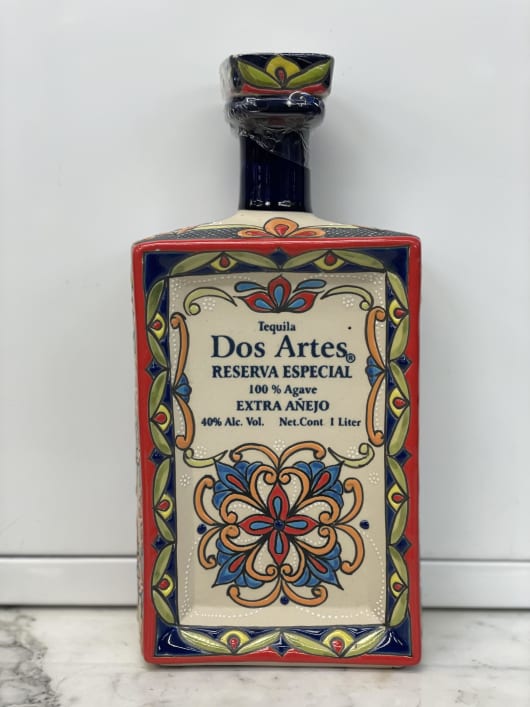 Tequila
Dos Artes®
RESERVA ESPECIAL
100 % Agave
EXTRA AÑEJO
40% Alc. Vol. Net.Cont 1 Liter